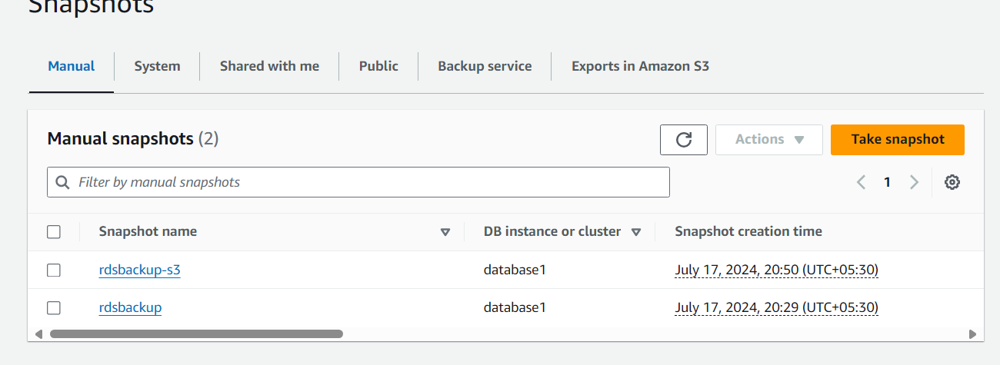 Snapshots
Manual System Shared with me Public Backup service Exports in Amazon S3
Manual snapshots (2) Actions Take snapshot
Filter by manual snapshots 1
Snapshot name DB instance or cluster Snapshot creation time
rdsbackup-s3 database1 July 17, 2024, 20:50 (UTC+05:30)
rdsbackup database1 July 17, 2024, 20:29 (UTC+05:30)